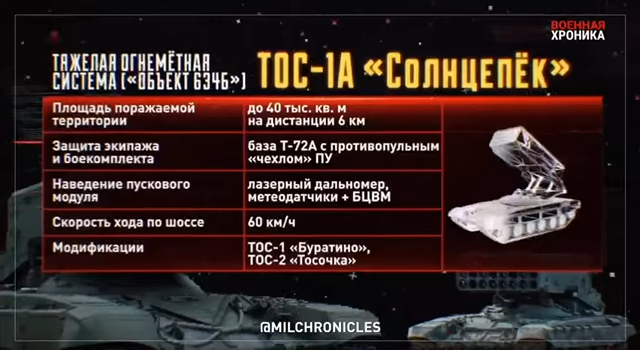 ВОЕННАЯ
ХРОНИКА
ТЯЖЕЛАЯ ОГНЕМЁТНАЯ
СИСТЕМА («ОБЪЕКТ 634Б»)
ТОС-1А «Солнцепёк»
Площадь поражаемой
территории
до 40 тыс. кв. м
на дистанции 6 км
Защита экипажа
и боекомплекта
база Т-72А с противопульным
«чехлом» ПУ
Наведение пускового
модуля
лазерный дальномер,
метеодатчики + БЦВМ
Скорость хода по шоссе
60 км/ч
Модификации
ТОС-1 «Буратино»,
ТОС-2 «Тосочка»
@MILCHRONICLES